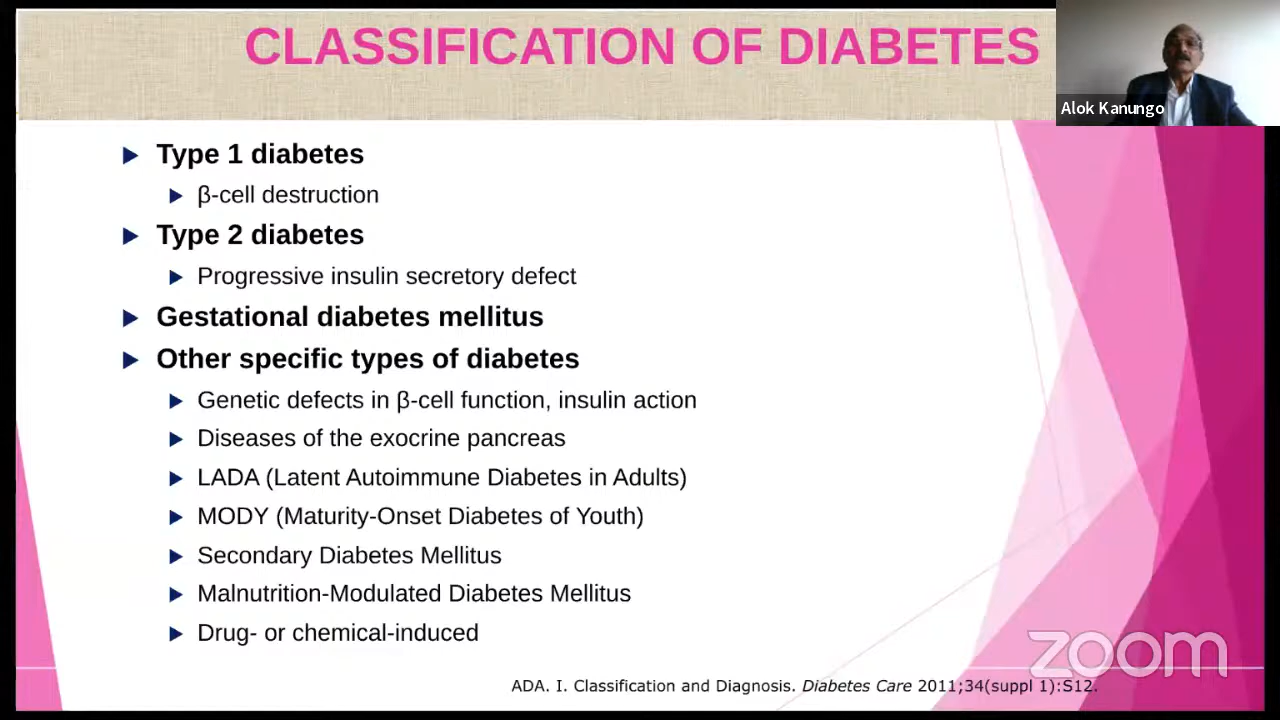 CLASSIFICATION OF DIABETES
Alok Kanungo
Type 1 diabetes
β-cell destruction
Type 2 diabetes
Progressive insulin secretory defect
Gestational diabetes mellitus
Other specific types of diabetes
Genetic defects in β-cell function, insulin action
Diseases of the exocrine pancreas
LADA (Latent Autoimmune Diabetes in Adults)
MODY (Maturity-Onset Diabetes of Youth)
Secondary Diabetes Mellitus
Malnutrition-Modulated Diabetes Mellitus
Drug- or chemical-induced
zoom
ADA. I. Classification and Diagnosis. Diabetes Care 2011;34(suppl 1):S12.